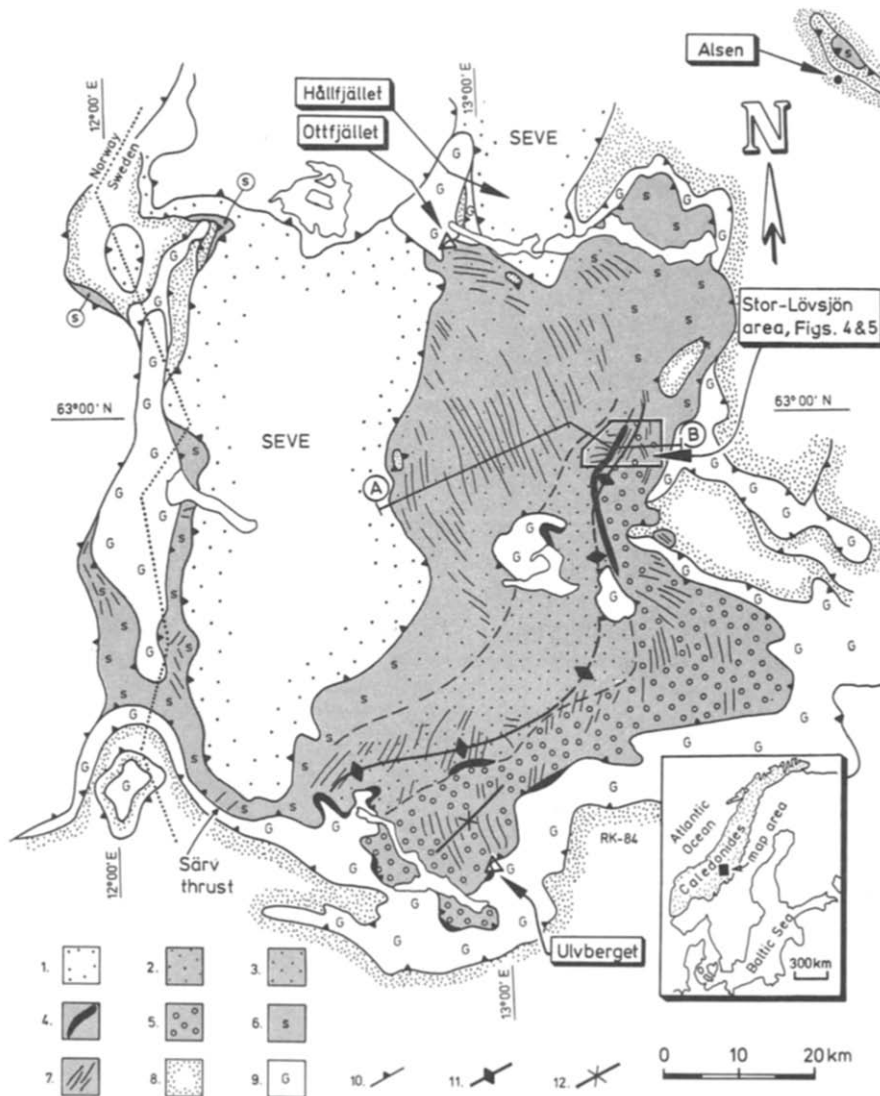 Alsen
12°00' E
Hållfjället
13°00' E
Ottfjället
SEVE
N
Norway
Sweden
S
S
S
G
G
G
S
S
Stor-Lövsjön
area, Figs. 4&5
63°00' N
63°00' N
SEVE
A
B
G
G
S
G
Särv
thrust
12°00' E
RK-84
Ulvberget
13°00' E
Atlantic
Ocean
Caledonides
map area
Baltic Sea
300km
1.
2.
3.
4.
5.
6.
S
7.
8.
9.
G
10.
11.
12.
0 10 20 km